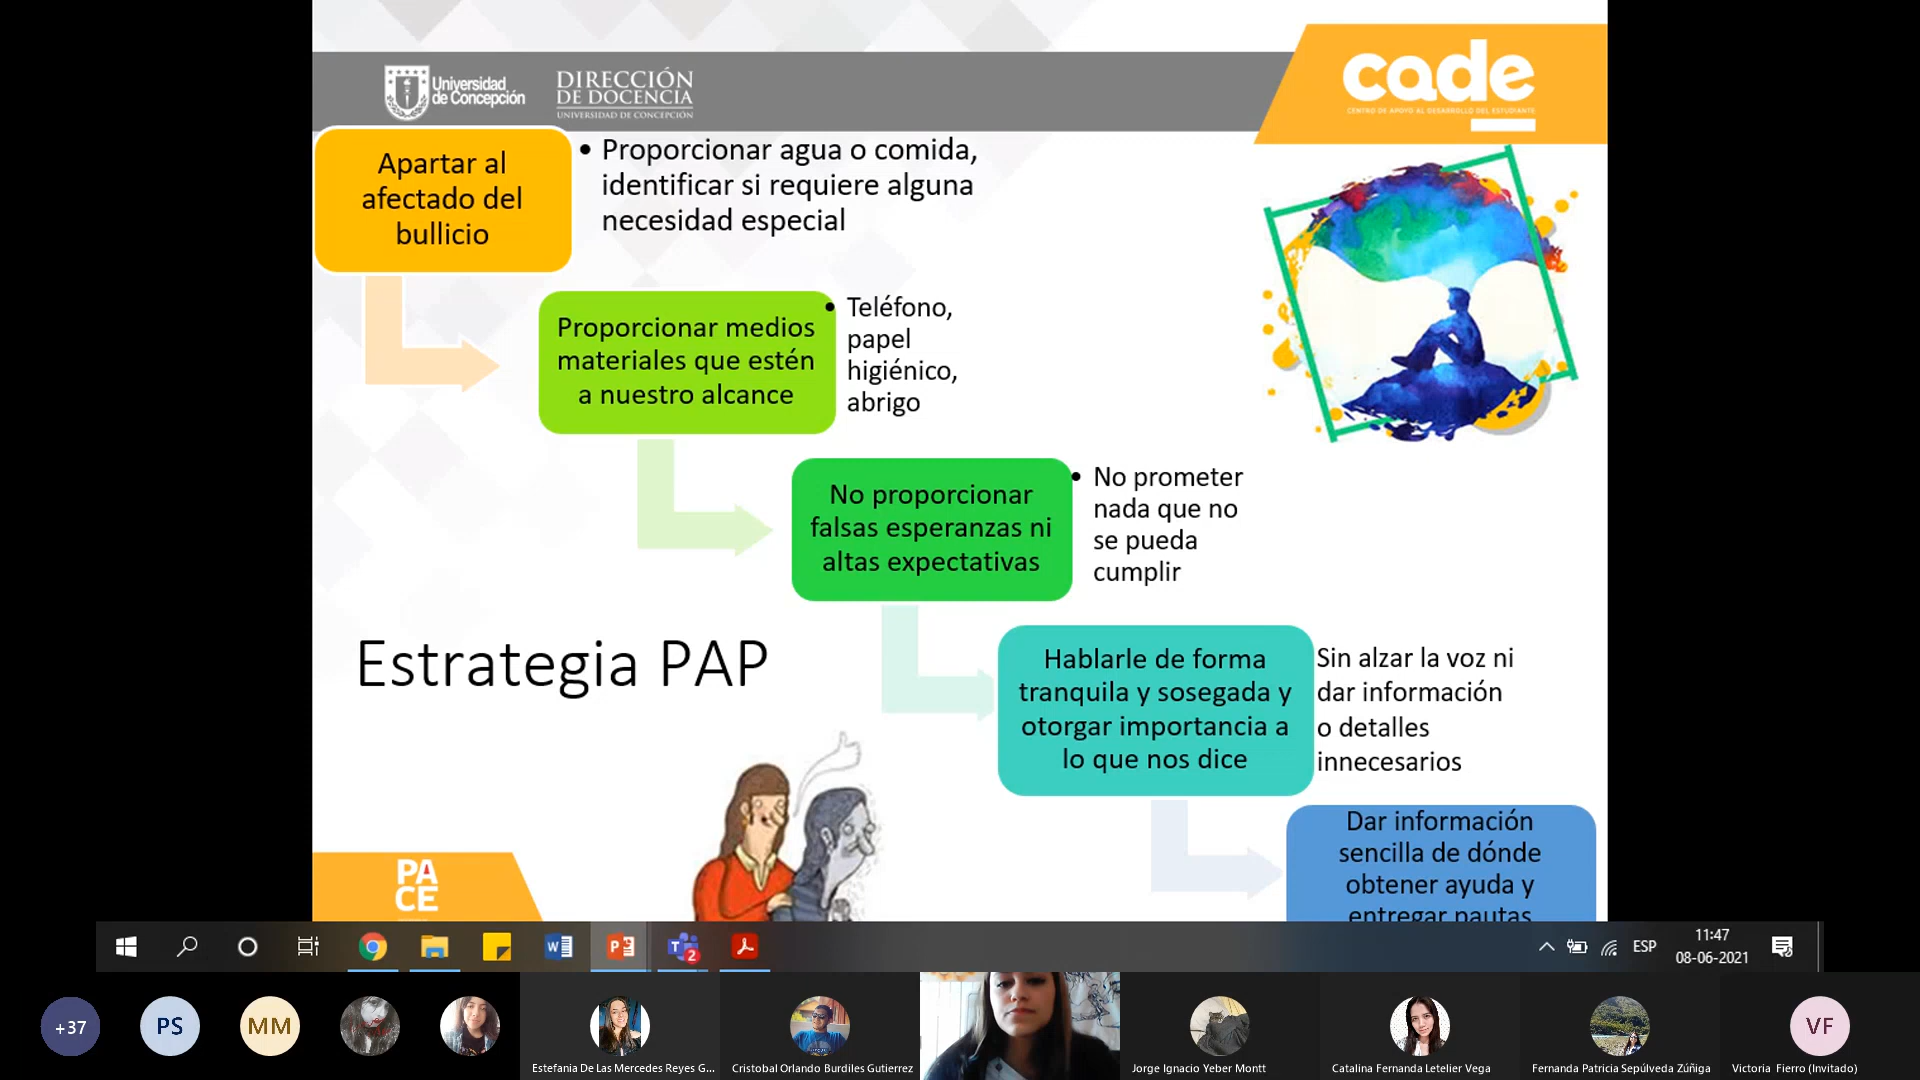 Universidad
de Concepción
DIRECCIÓN
DE DOCENCIA
UNIVERSIDAD DE CONCEPCIÓN
cade
CENTRO DE APOYO AL DESARROLLO DEL ESTUDIANTE
Apartar al
afectado del
bullicio
• Proporcionar agua o comida,
identificar si requiere alguna
necesidad especial
Proporcionar medios
materiales que estén
a nuestro alcance
• Teléfono,
papel
higiénico,
abrigo
No proporcionar
falsas esperanzas ni
altas expectativas
• No prometer
nada que no
se pueda
cumplir
Estrategia PAP
Hablarle de forma
tranquila y sosegada y
otorgar importancia a
lo que nos dice
Sin alzar la voz ni
dar información
o detalles
innecesarios
Dar información
sencilla de dónde
obtener ayuda y
entregar pautas
PA
CE
ESP
11:47
08-06-2021
2
+37
PS
MM
VF
Estefania De Las Mercedes Reyes G...
Cristobal Orlando Burdiles Gutierrez
Jorge Ignacio Yeber Montt
Catalina Fernanda Letelier Vega
Fernanda Patricia Sepúlveda Zúñiga
Victoria Fierro (Invitado)